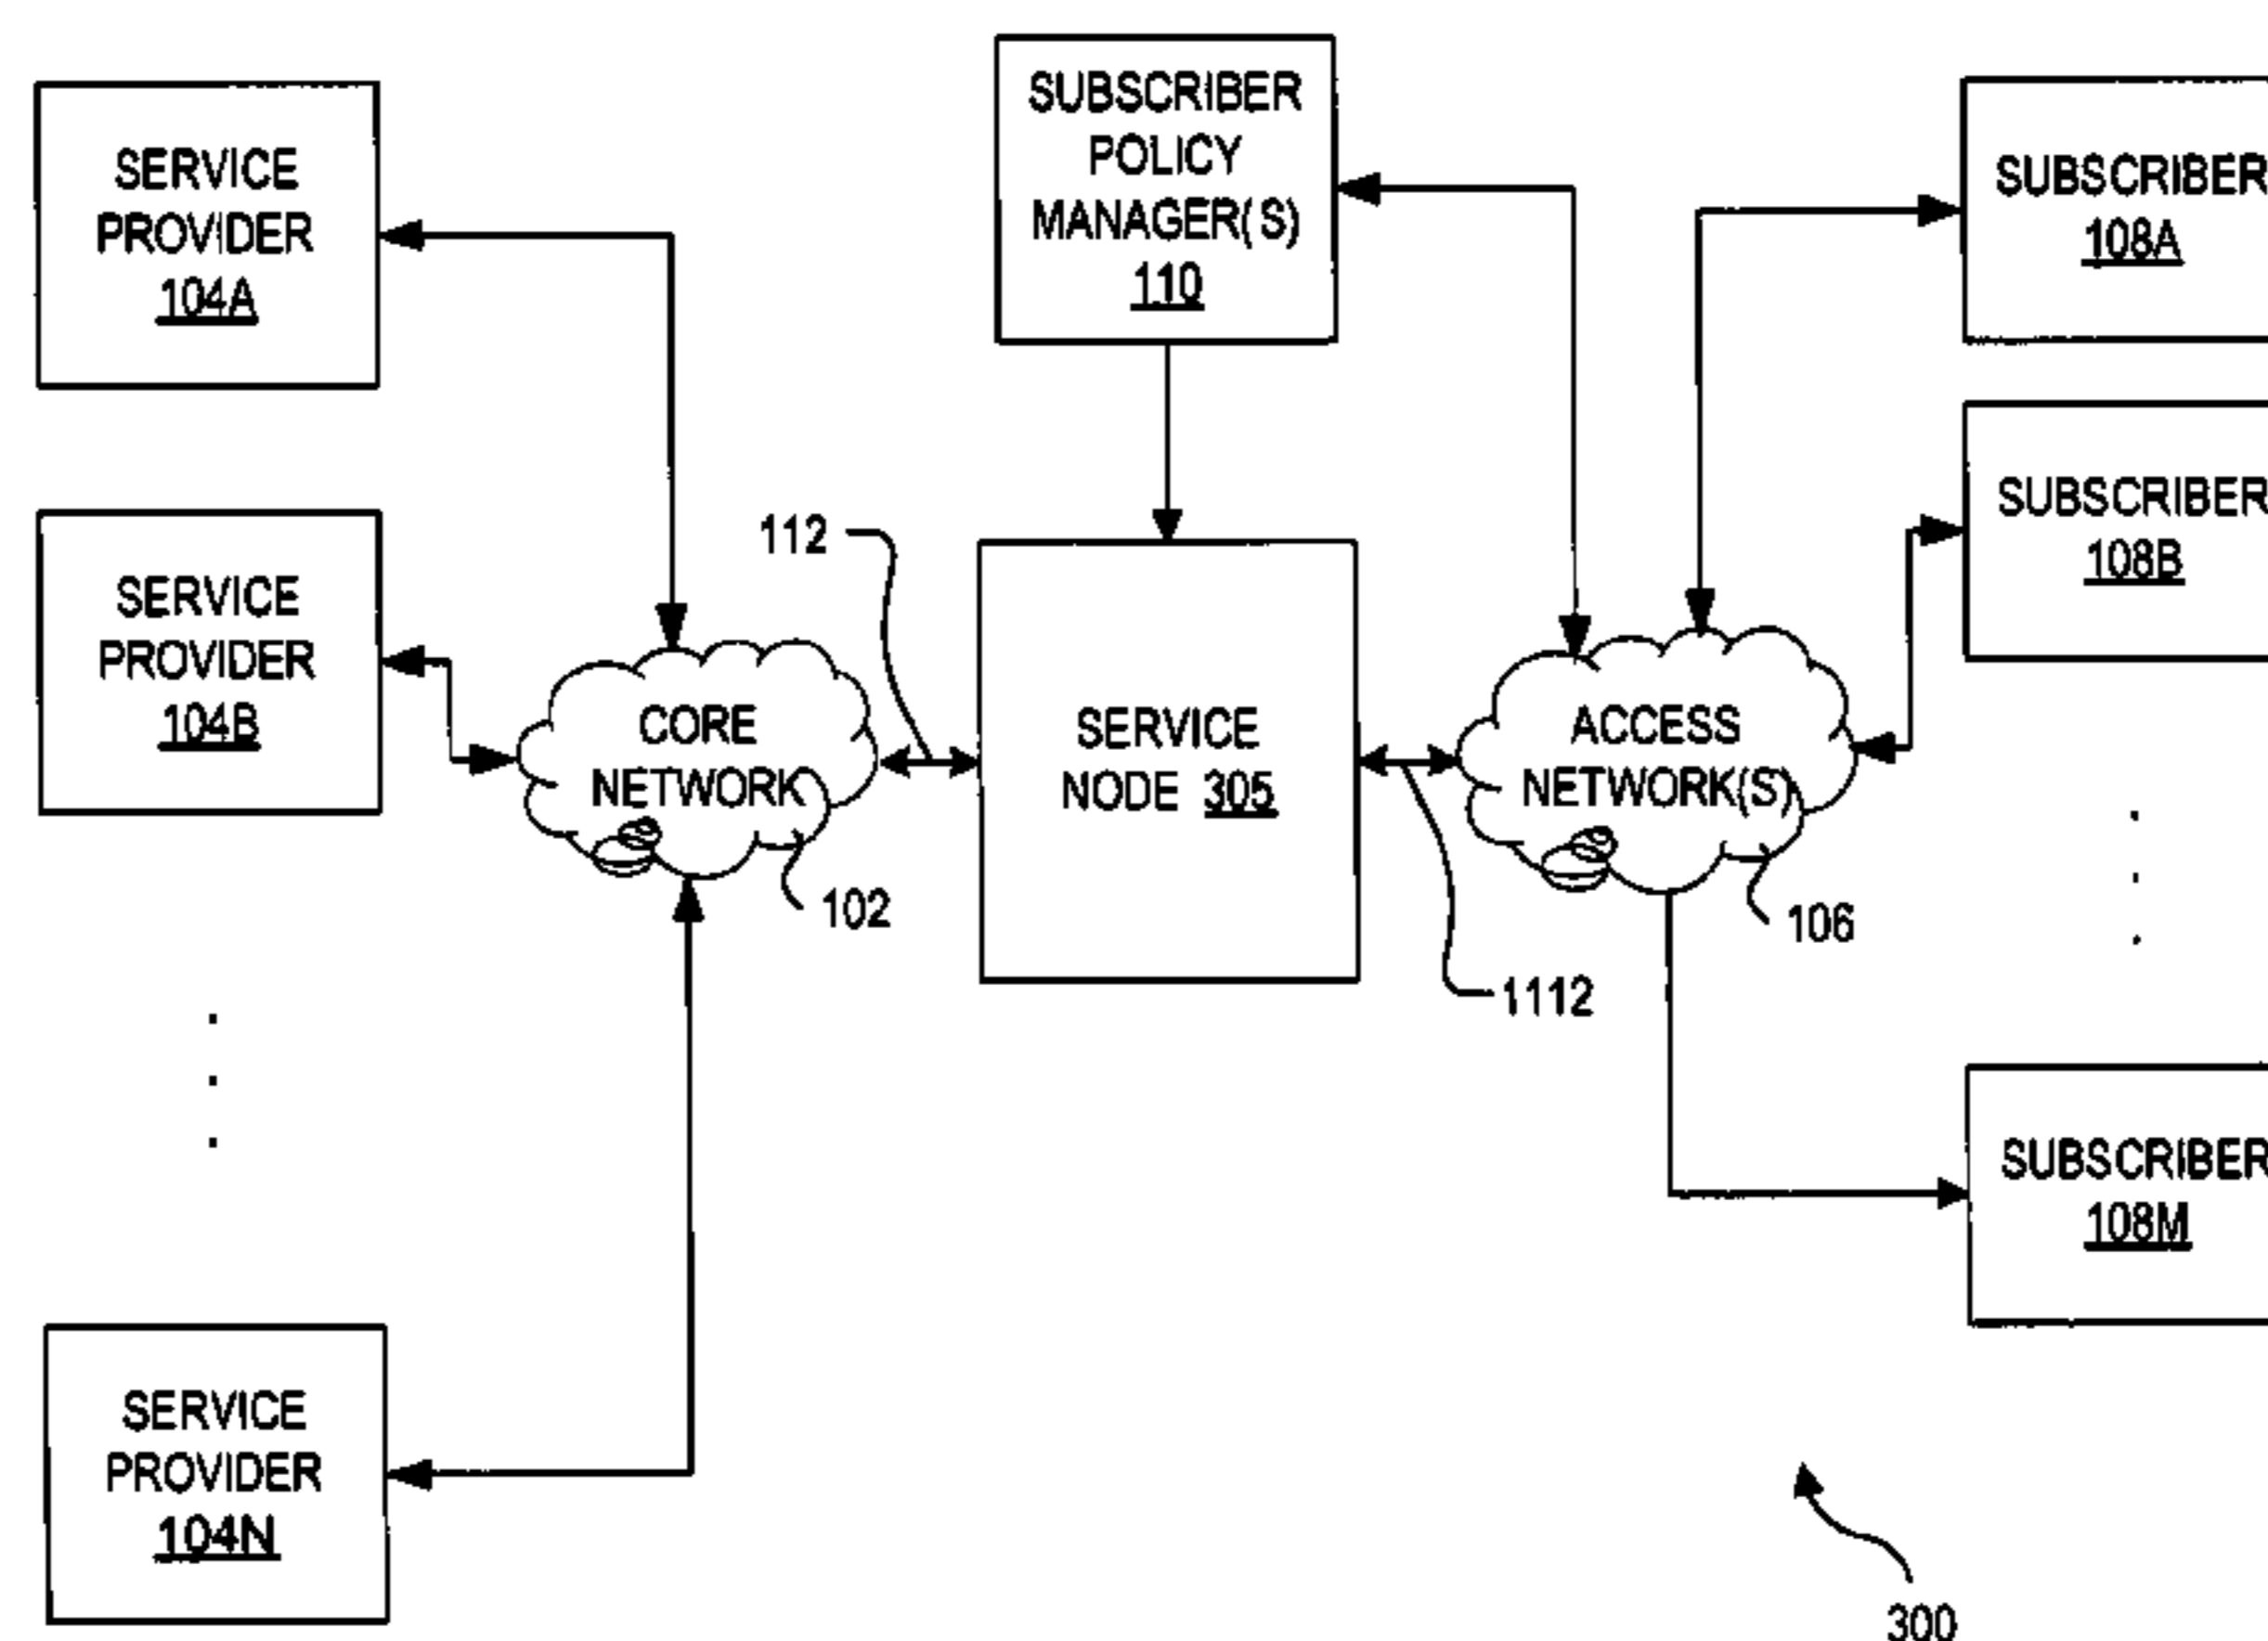 SERVICE
PROVIDER
104A
SUBSCRIBER
POLICY
MANAGER(S)
110
SUBSCRIBER
108A
SERVICE
PROVIDER
104B
112
CORE
NETWORK
102
SERVICE
NODE 305
1112
ACCESS
NETWORK(S)
106
SUBSCRIBER
108B
SUBSCRIBER
108M
SERVICE
PROVIDER
104N
300